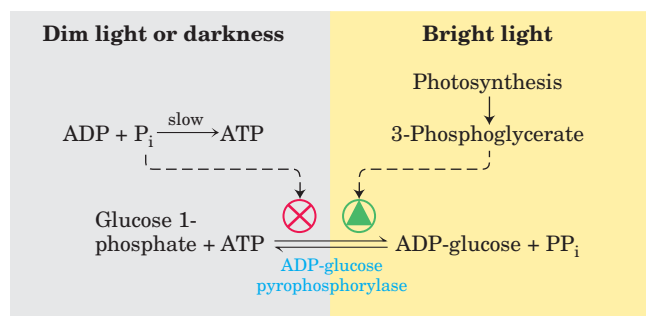 Dim light or darkness
Bright light
Photosynthesis
slow
ADP + Pi ATP
3-Phosphoglycerate
Glucose 1-
phosphate + ATP
ADP-glucose + PPi
ADP-glucose
pyrophosphorylase